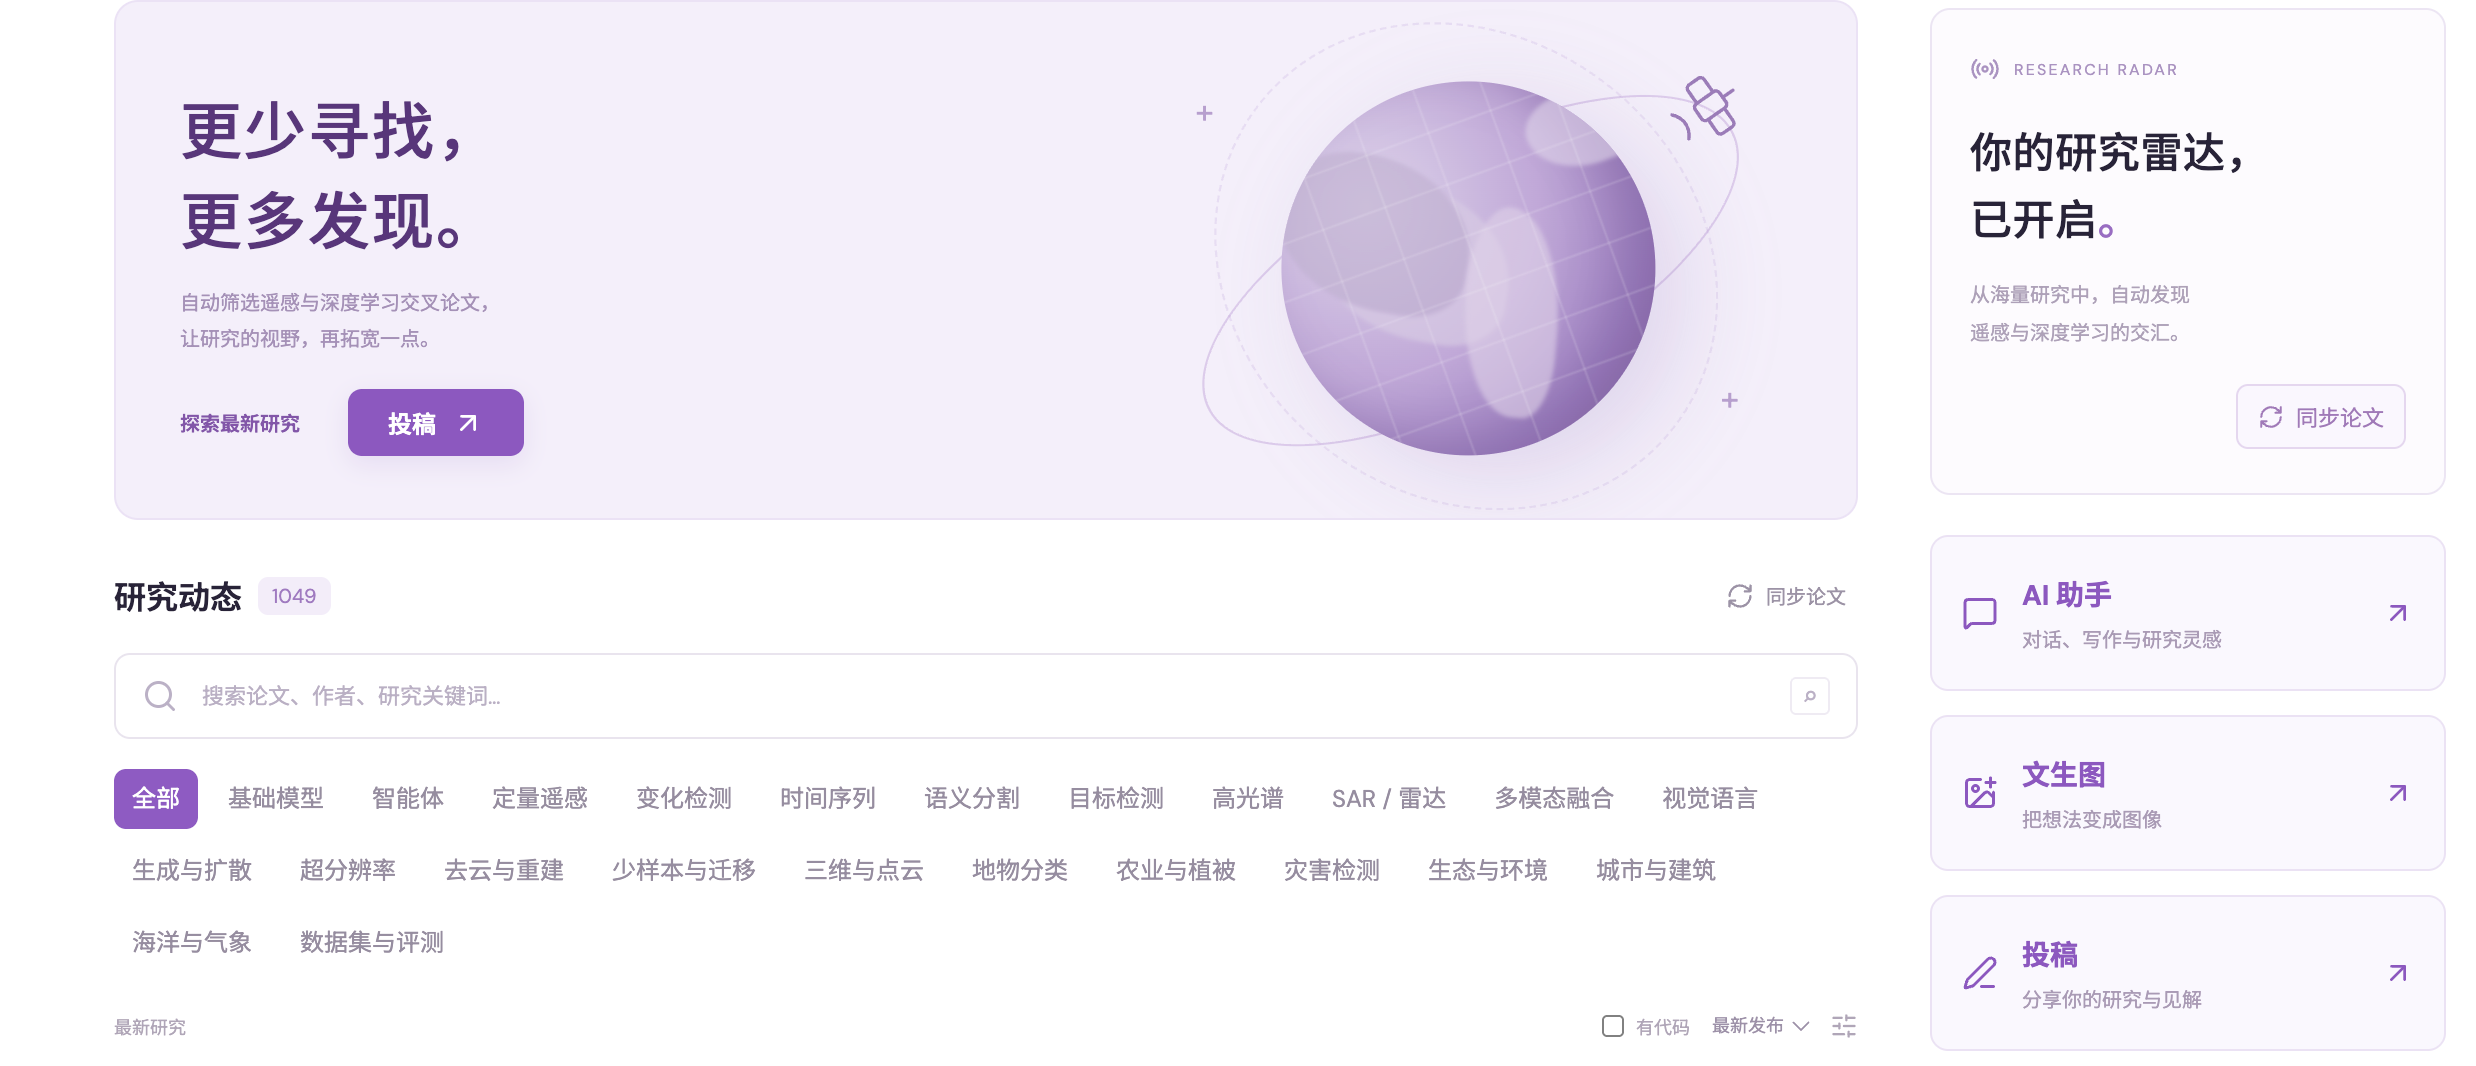 更少寻找，
更多发现。
自动筛选遥感与深度学习交叉论文，
让研究的视野，再拓宽一点。
探索最新研究
投稿
RESEARCH RADAR
你的研究雷达，
已开启。
从海量研究中，自动发现
遥感与深度学习的交汇。
同步论文
研究动态 1049
同步论文
搜索论文、作者、研究关键词...
全部 基础模型 智能体 定量遥感 变化检测 时间序列 语义分割 目标检测 高光谱 SAR / 雷达 多模态融合 视觉语言
生成与扩散 超分辨率 去云与重建 少样本与迁移 三维与点云 地物分类 农业与植被 灾害检测 生态与环境 城市与建筑
海洋与气象 数据集与评测
最新研究
有代码 最新发布
AI 助手
对话、写作与研究灵感
文生图
把想法变成图像
投稿
分享你的研究与见解